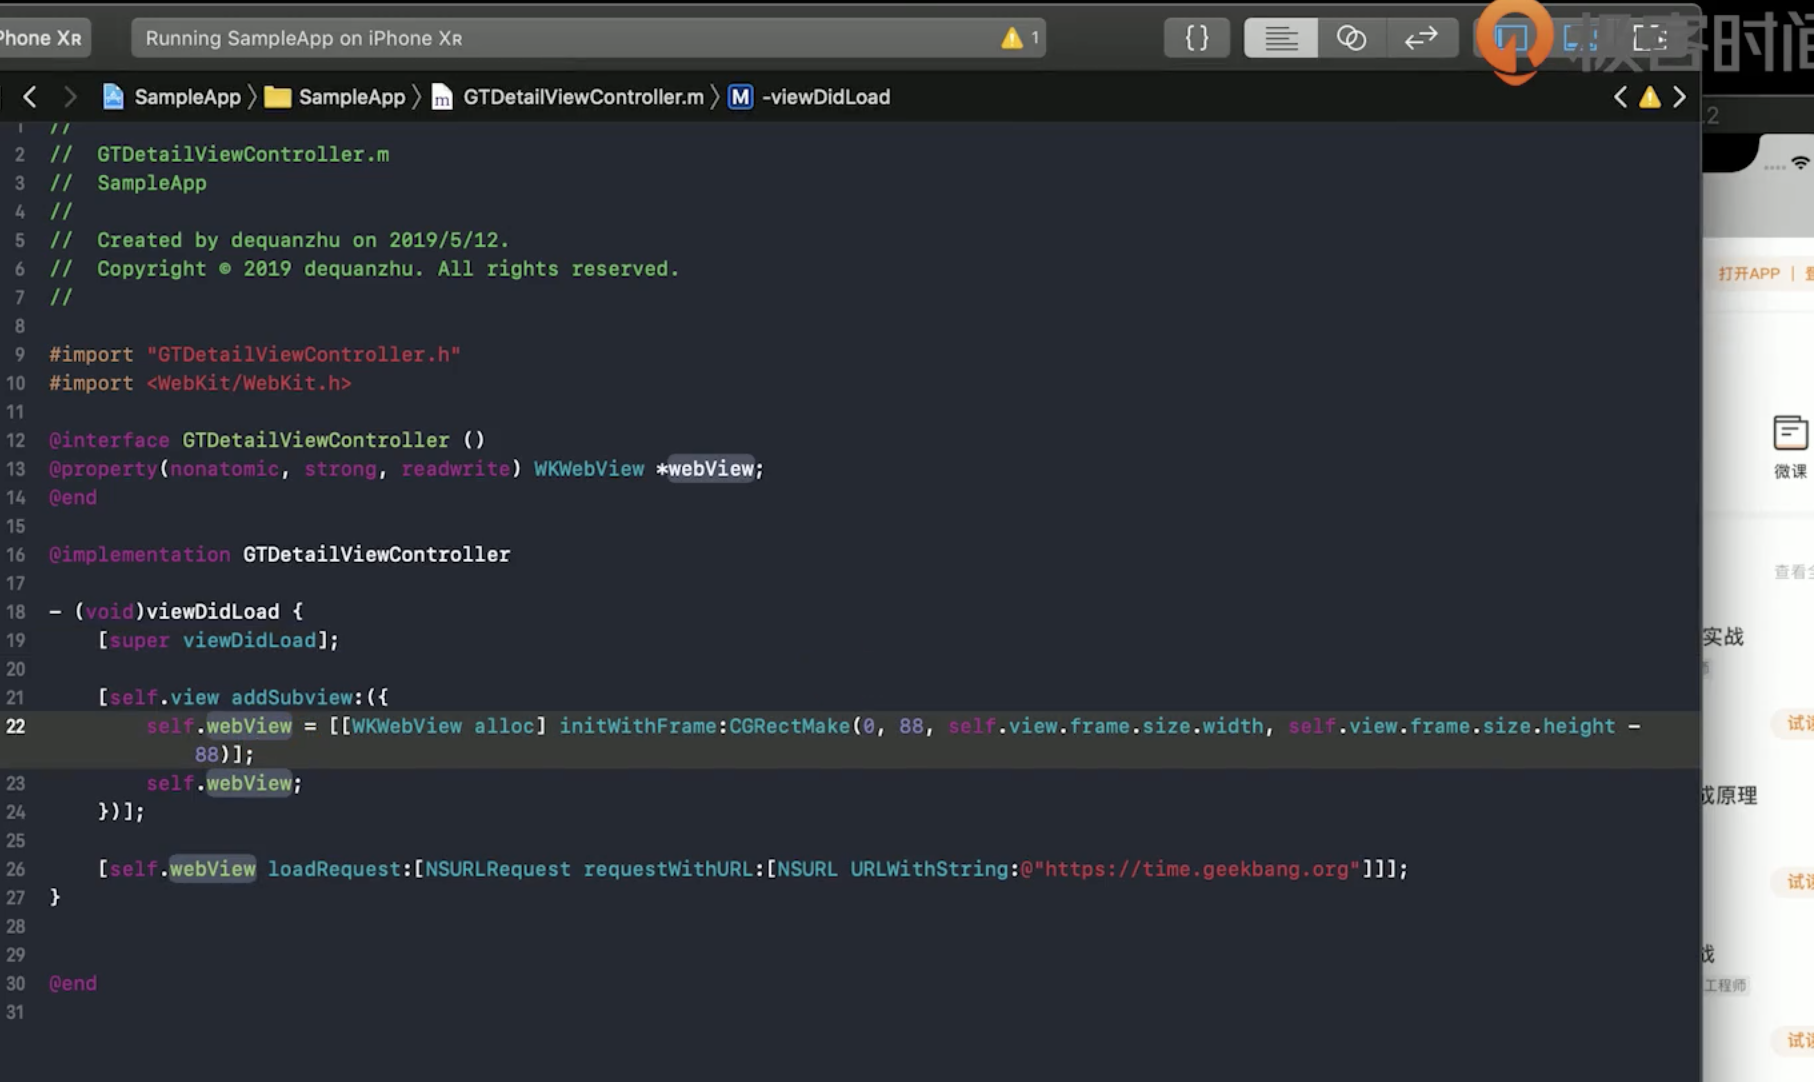 Phone XR
Running SampleApp on iPhone XR
1
极客时间
SampleApp
SampleApp
m
GTDetailViewController.m
M
-viewDidLoad
1 //
2 //  GTDetailViewController.m
3 //  SampleApp
4 //
5 //  Created by dequanzhu on 2019/5/12.
6 //  Copyright © 2019 dequanzhu. All rights reserved.
7 //
8
9 #import "GTDetailViewController.h"
10 #import <WebKit/WebKit.h>
11
12 @interface GTDetailViewController ()
13 @property(nonatomic, strong, readwrite) WKWebView *webView;
14 @end
15
16 @implementation GTDetailViewController
17
18 - (void)viewDidLoad {
19     [super viewDidLoad];
20
21     [self.view addSubview:({
22         self.webView = [[WKWebView alloc] initWithFrame:CGRectMake(0, 88, self.view.frame.size.width, self.view.frame.size.height -
            88)];
23         self.webView;
24     })];
25
26     [self.webView loadRequest:[NSURLRequest requestWithURL:[NSURL URLWithString:@"https://time.geekbang.org"]]];
27 }
28
29
30 @end
31
2
打开APP |
微课
查看
实战
试
原理
试
工程师
试